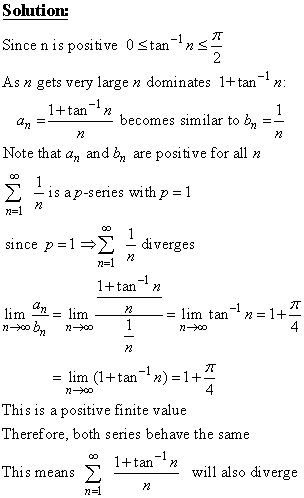 Solution:
Since n is positive 0 ≤ tan⁻¹ n ≤ π/2
As n gets very large n dominates 1+tan⁻¹ n:
aₙ = (1+tan⁻¹ n)/n becomes similar to bₙ = 1/n
Note that aₙ and bₙ are positive for all n
∑_{n=1}^{∞} 1/n is a p-series with p = 1
since p = 1 ⇒ ∑_{n=1}^{∞} 1/n diverges
lim_{n→∞} aₙ/bₙ = lim_{n→∞} ((1+tan⁻¹ n)/n)/(1/n) = lim_{n→∞} tan⁻¹ n = 1+π/4
= lim_{n→∞} (1+tan⁻¹ n) = 1+π/4
This is a positive finite value
Therefore, both series behave the same
This means ∑_{n=1}^{∞} (1+tan⁻¹ n)/n will also diverge